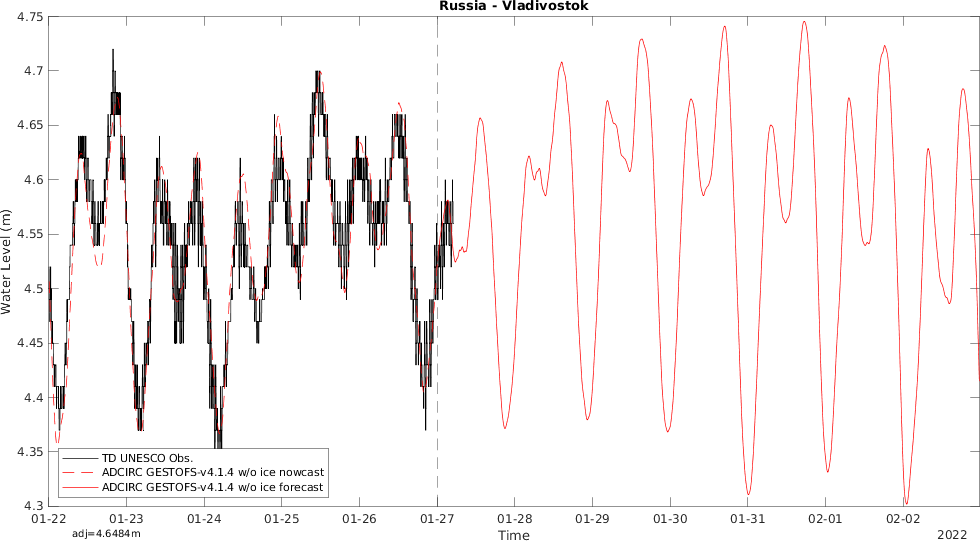 Russia - Vladivostok
4.75
4.7
4.65
4.6
4.55
4.5
4.45
4.4
4.35
4.3
Water Level (m)
TD UNESCO Obs.
ADCIRC GESTOFS-v4.1.4 w/o ice nowcast
ADCIRC GESTOFS-v4.1.4 w/o ice forecast
01-22 01-23 01-24 01-25 01-26 01-27 01-28 01-29 01-30 01-31 02-01 02-02
adj=4.6484m
Time
2022